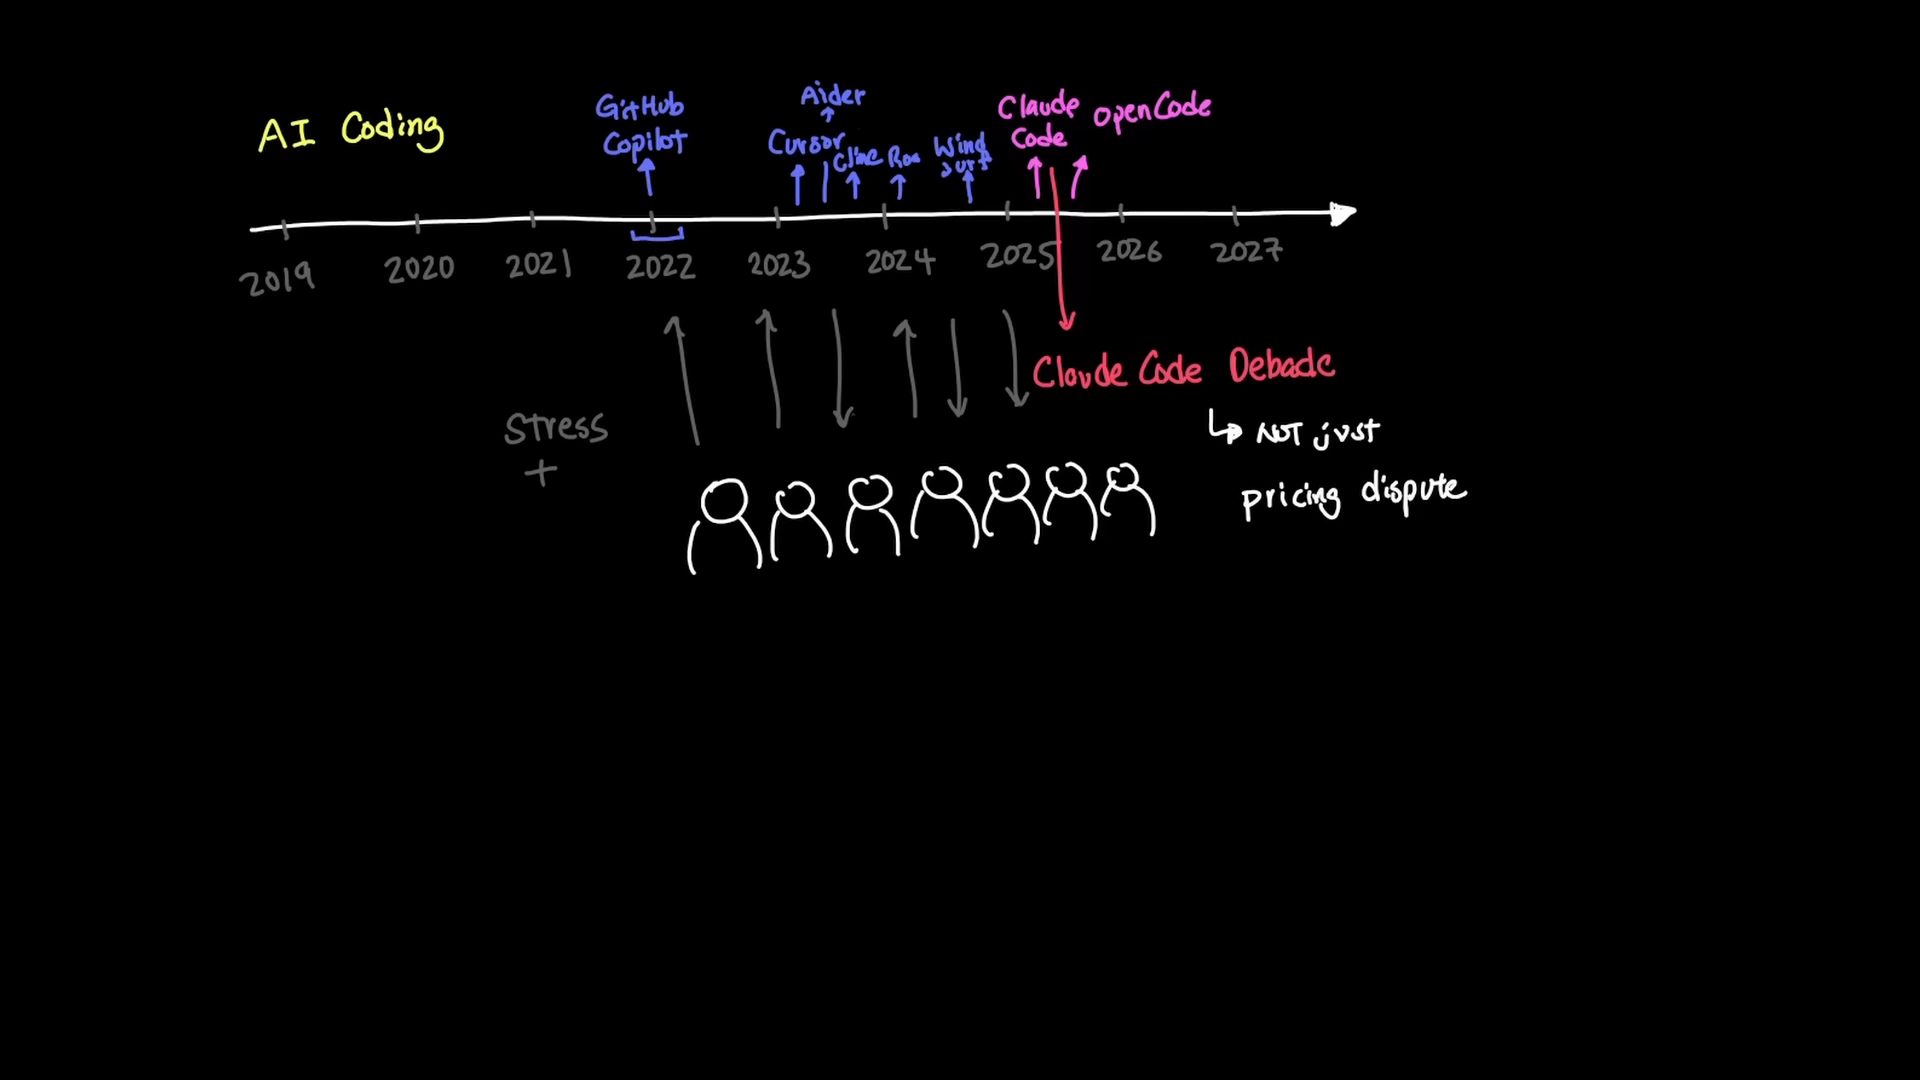 AI Coding
GitHub
Copilot
Aider
Cursor
Cline
Roo
Wind
surf
Claude
Code
OpenCode
2019
2020
2021
2022
2023
2024
2025
2026
2027
Stress
+
Claude Code Debacle
↳ NOT just
pricing dispute